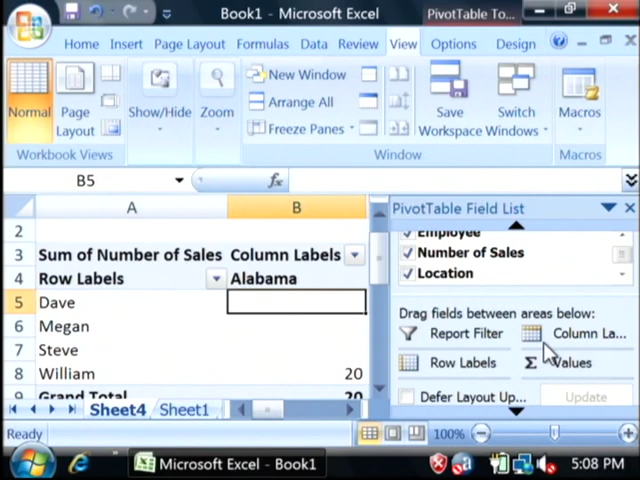 Book1 - Microsoft Excel
PivotTable To...
Home Insert Page Layout Formulas Data Review View Options Design
Normal
Page Layout
Show/Hide
Zoom
New Window
Arrange All
Freeze Panes
Save Workspace
Switch Windows
Macros
Workbook Views
Window
Macros
B5
fx
PivotTable Field List
A B
2
3 Sum of Number of Sales Column Labels
4 Row Labels Alabama
5 Dave
6 Megan
7 Steve
8 William 20
9 Grand Total 20
Employee
Number of Sales
Location
Drag fields between areas below:
Report Filter
Column La...
Row Labels
Σ Values
Defer Layout Up...
Update
Sheet4 Sheet1
Ready
100%
Microsoft Excel - Book1
5:08 PM